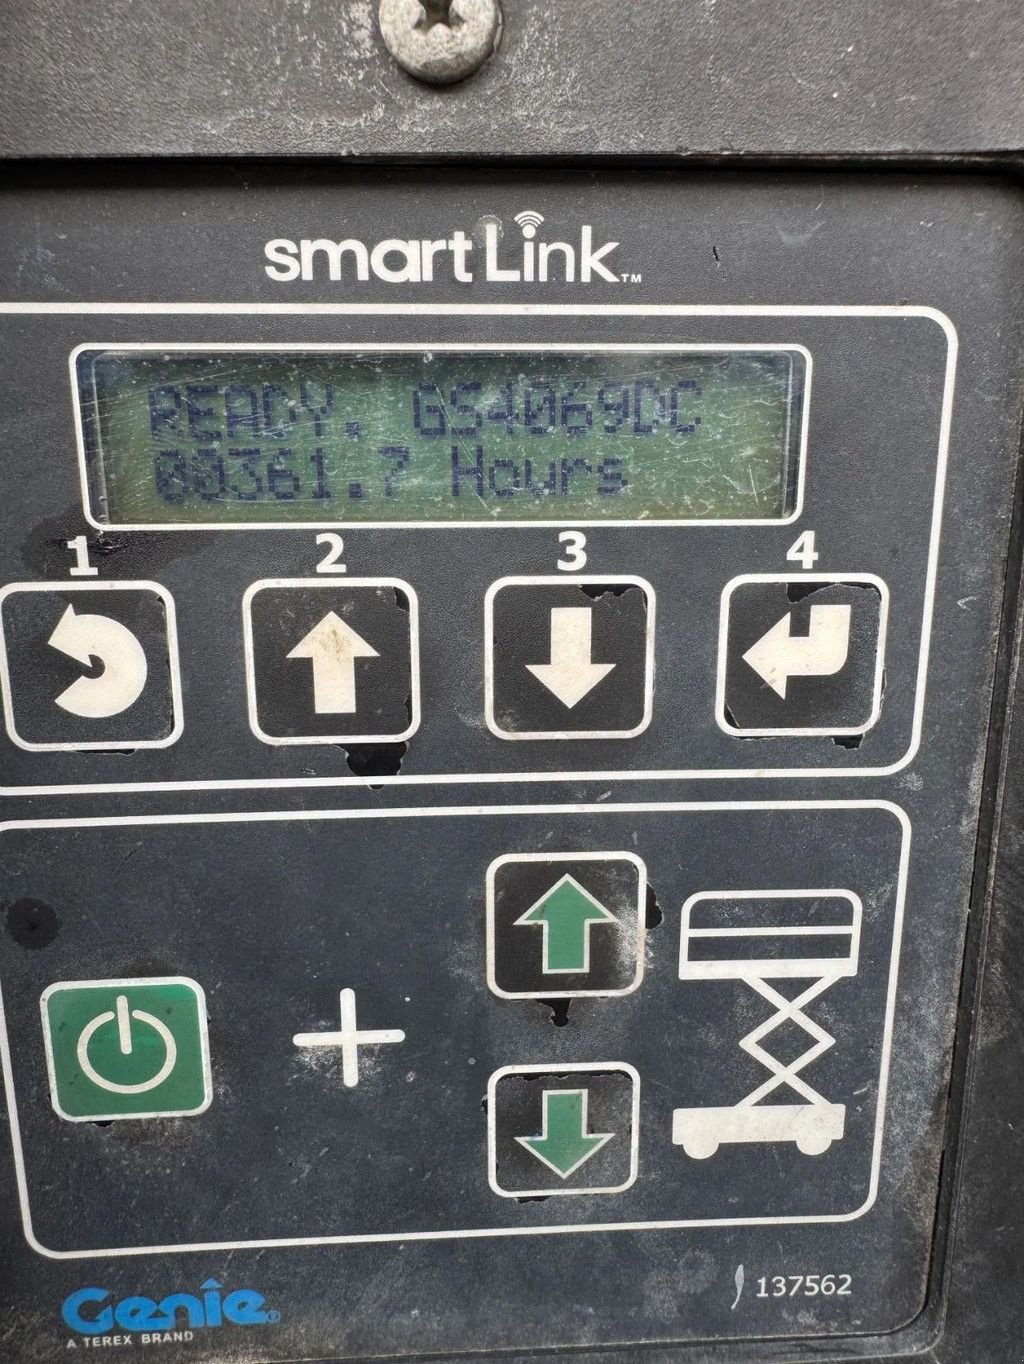 smartLink™
READY. GS4069DC
00361.7 Hours
1 2 3 4
Genie®
A TEREX BRAND
137562